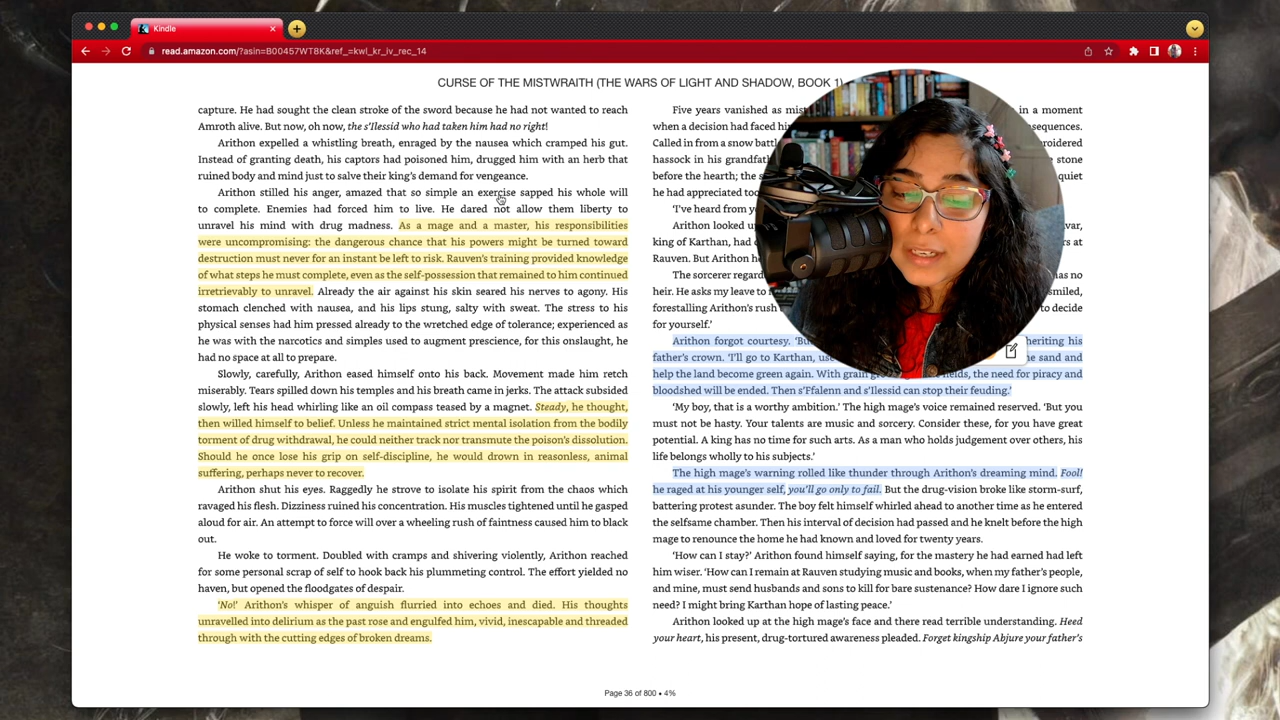 Kindle
read.amazon.com/?asin=B00457WT8K&ref_=kwl_kr_iv_rec_14
CURSE OF THE MISTWRAITH (THE WARS OF LIGHT AND SHADOW, BOOK 1)
capture. He had sought the clean stroke of the sword because he had not wanted to reach
Amroth alive. But now, oh now, the s'Ilessid who had taken him had no right!
Arithon expelled a whistling breath, enraged by the nausea which cramped his gut.
Instead of granting death, his captors had poisoned him, drugged him with an herb that
ruined body and mind just to salve their king's demand for vengeance.
Arithon stilled his anger, amazed that so simple an exercise sapped his whole will
to complete. Enemies had forced him to live. He dared not allow them liberty to
unravel his mind with drug madness. As a mage and a master, his responsibilities
were uncompromising: the dangerous chance that his powers might be turned toward
destruction must never for an instant be left to risk. Rauven's training provided knowledge
of what steps he must complete, even as the self-possession that remained to him continued
irretrievably to unravel. Already the air against his skin seared his nerves to agony. His
stomach clenched with nausea, and his lips stung, salty with sweat. The stress to his
physical senses had him pressed already to the wretched edge of tolerance; experienced as
he was with the narcotics and simples used to augment prescience, for this onslaught, he
had no space at all to prepare.
Slowly, carefully, Arithon eased himself onto his back. Movement made him retch
miserably. Tears spilled down his temples and his breath came in jerks. The attack subsided
slowly, left his head whirling like an oil compass teased by a magnet. Steady, he thought,
then willed himself to belief. Unless he maintained strict mental isolation from the bodily
torment of drug withdrawal, he could neither track nor transmute the poison's dissolution.
Should he once lose his grip on self-discipline, he would drown in reasonless, animal
suffering, perhaps never to recover.
Arithon shut his eyes. Raggedly he strove to isolate his spirit from the chaos which
ravaged his flesh. Dizziness ruined his concentration. His muscles tightened until he gasped
aloud for air. An attempt to force will over a wheeling rush of faintness caused him to black
out.
He woke to torment. Doubled with cramps and shivering violently, Arithon reached
for some personal scrap of self to hook back his plummeting control. The effort yielded no
haven, but opened the floodgates of despair.
'No!' Arithon's whisper of anguish flurried into echoes and died. His thoughts
unravelled into delirium as the past rose and engulfed him, vivid, inescapable and threaded
through with the cutting edges of broken dreams.
Five years vanished as mist in a moment
when a decision had faced him sequences.
Called in from a snow battl roidered
hassock in his grandfath stone
before the hearth; the s quiet
he had appreciated too
'I've heard from y
Arithon looked u var,
king of Karthan, had ers at
Rauven. But Arithon h
The sorcerer regard has no
heir. He asks my leave to smiled,
forestalling Arithon's rush to decide
for yourself.'
Arithon forgot courtesy. 'Bu heriting his
father's crown. 'I'll go to Karthan, use e sand and
help the land become green again. With grain g elds, the need for piracy and
bloodshed will be ended. Then s'Ffalenn and s'Ilessid can stop their feuding.'
'My boy, that is a worthy ambition.' The high mage's voice remained reserved. 'But you
must not be hasty. Your talents are music and sorcery. Consider these, for you have great
potential. A king has no time for such arts. As a man who holds judgement over others, his
life belongs wholly to his subjects.'
The high mage's warning rolled like thunder through Arithon's dreaming mind. Fool!
he raged at his younger self, you'll go only to fail. But the drug-vision broke like storm-surf,
battering protest asunder. The boy felt himself whirled ahead to another time as he entered
the selfsame chamber. Then his interval of decision had passed and he knelt before the high
mage to renounce the home he had known and loved for twenty years.
'How can I stay?' Arithon found himself saying, for the mastery he had earned had left
him wiser. 'How can I remain at Rauven studying music and books, when my father's people,
and mine, must send husbands and sons to kill for bare sustenance? How dare I ignore such
need? I might bring Karthan hope of lasting peace.'
Arithon looked up at the high mage's face and there read terrible understanding. Heed
your heart, his present, drug-tortured awareness pleaded. Forget kingship Abjure your father's
Page 36 of 800 • 4%